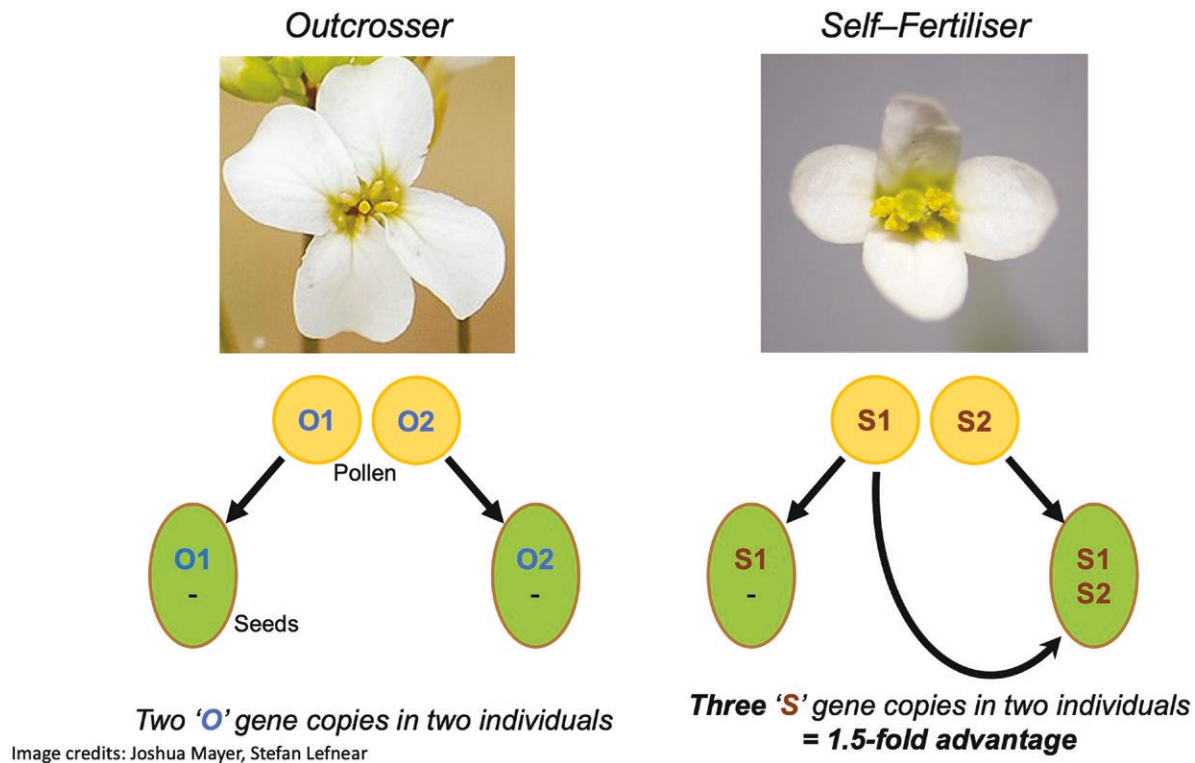 Outcrosser
Self–Fertiliser
O1
O2
Pollen
S1
S2
O1
-
Seeds
O2
-
S1
-
S1
S2
Two ‘O’ gene copies in two individuals
Three ‘S’ gene copies in two individuals
= 1.5-fold advantage
Image credits: Joshua Mayer, Stefan Lefnear